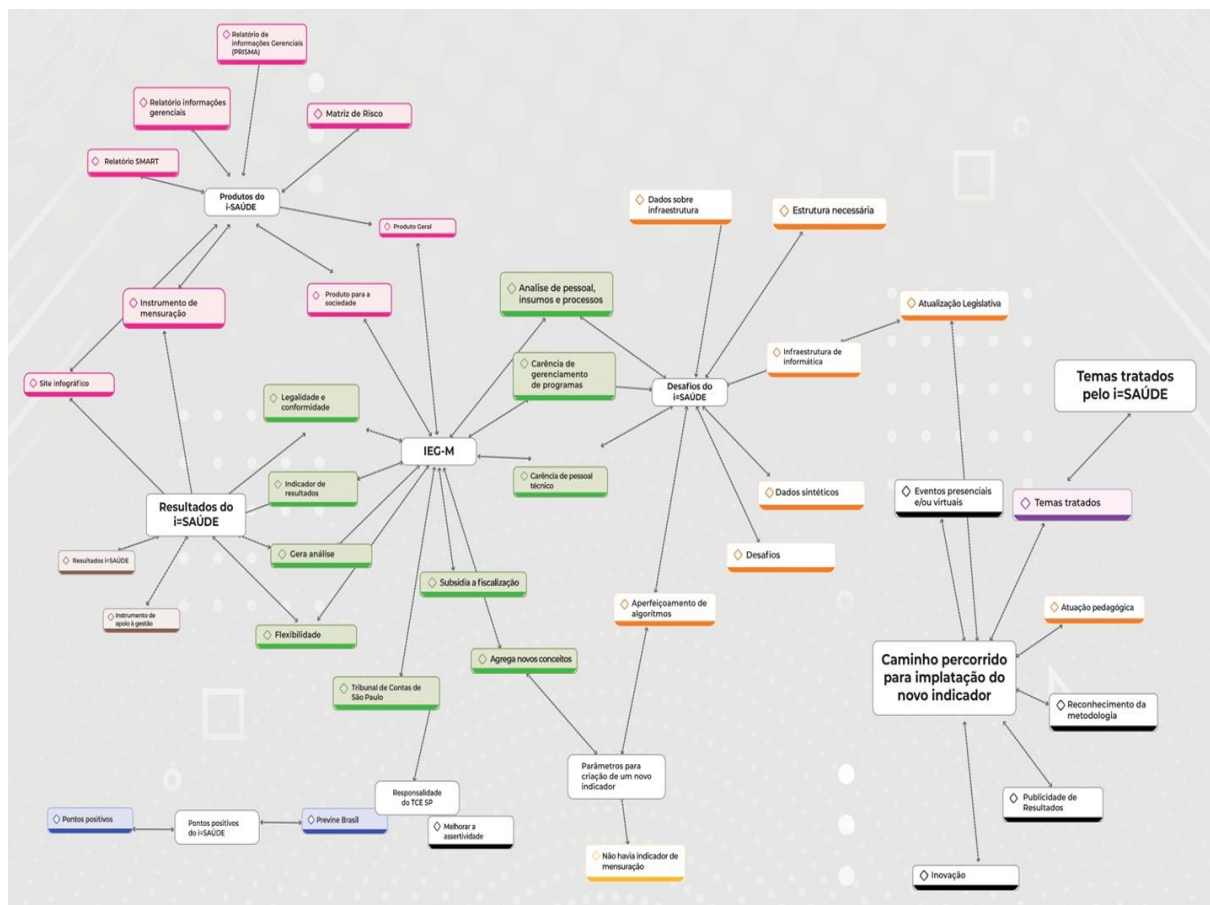 Relatório de
informações Gerenciais
(PRISMA)
Relatório informações
gerenciais
Matriz de Risco
Relatório SMART
Produtos do
i-SAÚDE
Produto Geral
Dados sobre
infraestrutura
Estrutura necessária
Instrumento de
mensuração
Produto para a
sociedade
Analise de pessoal,
insumos e processos
Atualização Legislativa
Infraestrutura de
informática
Site infográfico
Carência de
gerenciamento
de programas
Desafios do
i=SAÚDE
Temas tratados
pelo i=SAÚDE
Legalidade e
conformidade
IEG-M
Indicador de
resultados
Carência de pessoal
técnico
Dados sintéticos
Eventos presenciais
e/ou virtuais
Temas tratados
Resultados do
i=SAÚDE
Resultados i=SAÚDE
Gera análise
Desafios
Subsidia a fiscalização
Instrumento de
apoio à gestão
Flexibilidade
Aperfeiçoamento de
algoritmos
Atuação pedagógica
Agrega novos conceitos
Caminho percorrido
para implatação do
novo indicador
Tribunal de Contas de
São Paulo
Reconhecimento da
metodologia
Parâmetros para
criação de um novo
indicador
Responsalidade
do TCE SP
Publicidade de
Resultados
Pontos positivos
Pontos positivos
do i=SAÚDE
Previne Brasil
Melhorar a
assertividade
Não havia indicador de
mensuração
Inovação